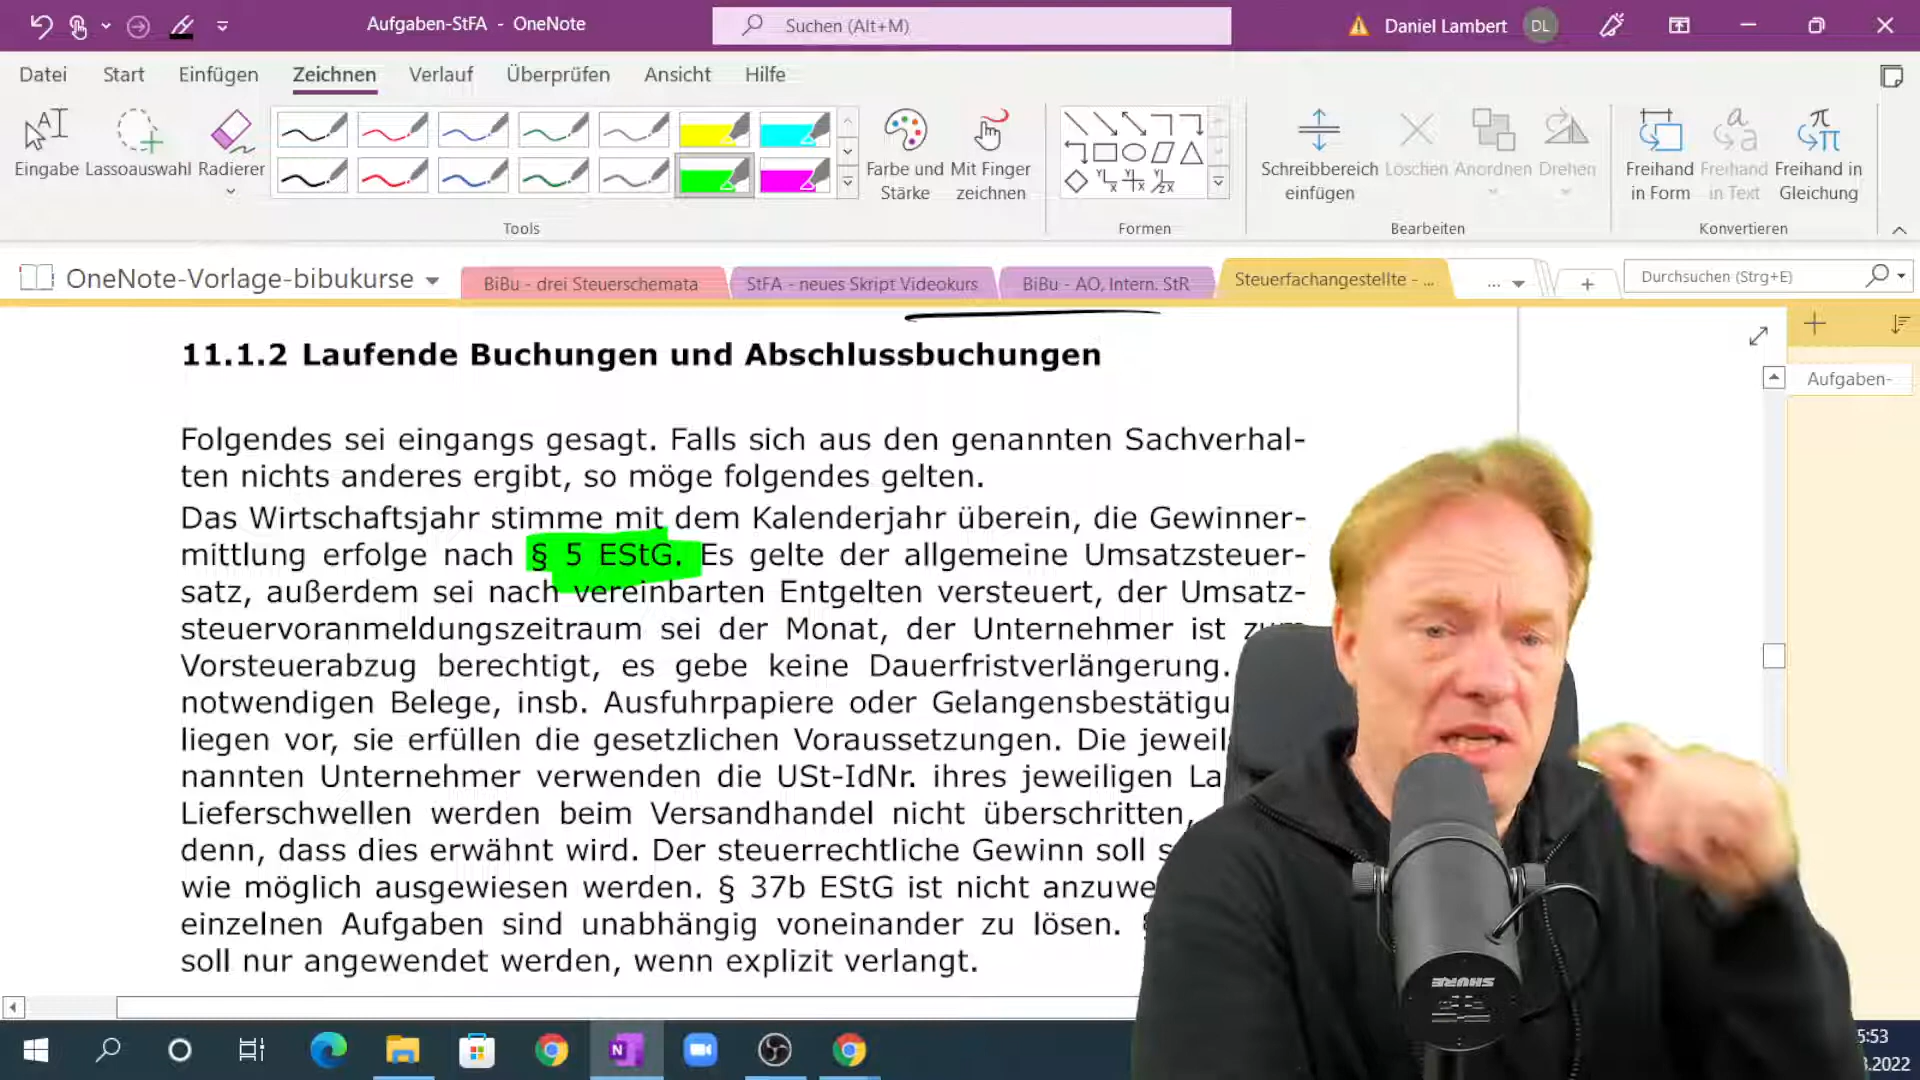 Aufgaben-StFA - OneNote
Suchen (Alt+M)
Daniel Lambert DL
Datei Start Einfügen Zeichnen Verlauf Überprüfen Ansicht Hilfe
Eingabe Lassoauswahl Radierer
Farbe und Stärke
Mit Finger zeichnen
Schreibbereich einfügen
Löschen Anordnen Drehen
Freihand in Form
Freihand in Text
Freihand in Gleichung
Tools Formen Bearbeiten Konvertieren
OneNote-Vorlage-bibukurse
BiBu - drei Steuerschemata
StFA - neues Skript Videokurs
BiBu - AO, Intern. StR
Steuerfachangestellte - ...
...
Durchsuchen (Strg+E)
Aufgaben-
11.1.2 Laufende Buchungen und Abschlussbuchungen
Folgendes sei eingangs gesagt. Falls sich aus den genannten Sachverhal-
ten nichts anderes ergibt, so möge folgendes gelten.
Das Wirtschaftsjahr stimme mit dem Kalenderjahr überein, die Gewinner-
mittlung erfolge nach § 5 EStG. Es gelte der allgemeine Umsatzsteuer-
satz, außerdem sei nach vereinbarten Entgelten versteuert, der Umsatz-
steuervoranmeldungszeitraum sei der Monat, der Unternehmer ist zum
Vorsteuerabzug berechtigt, es gebe keine Dauerfristverlängerung.
notwendigen Belege, insb. Ausfuhrpapiere oder Gelangensbestätigu
liegen vor, sie erfüllen die gesetzlichen Voraussetzungen. Die jeweil
nannten Unternehmer verwenden die USt-IdNr. ihres jeweiligen La
Lieferschwellen werden beim Versandhandel nicht überschritten,
denn, dass dies erwähnt wird. Der steuerrechtliche Gewinn soll s
wie möglich ausgewiesen werden. § 37b EStG ist nicht anzuwe
einzelnen Aufgaben sind unabhängig voneinander zu lösen. §
soll nur angewendet werden, wenn explizit verlangt.
SHURE
5:53
.2022